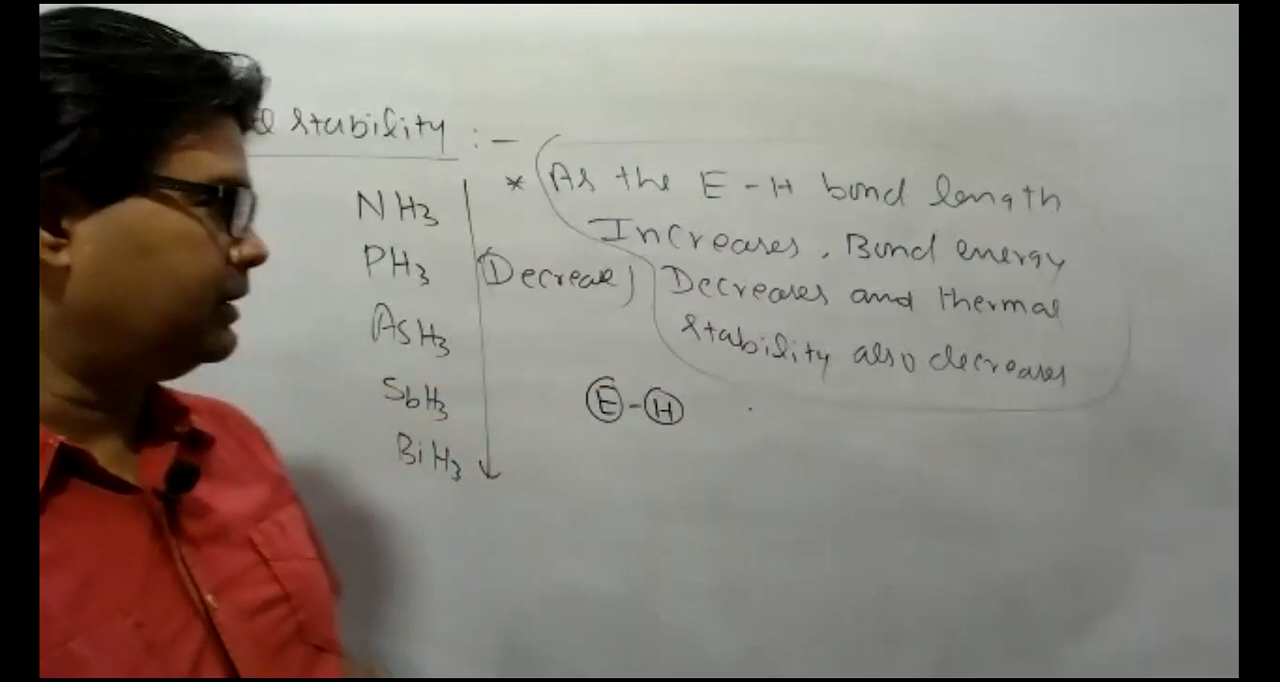 stability :-
NH3
PH3
AsH3
SbH3
BiH3
(Decrease)
* As the E-H bond length
Increases, Bond energy
Decreases and thermal
stability also decreases
E-H